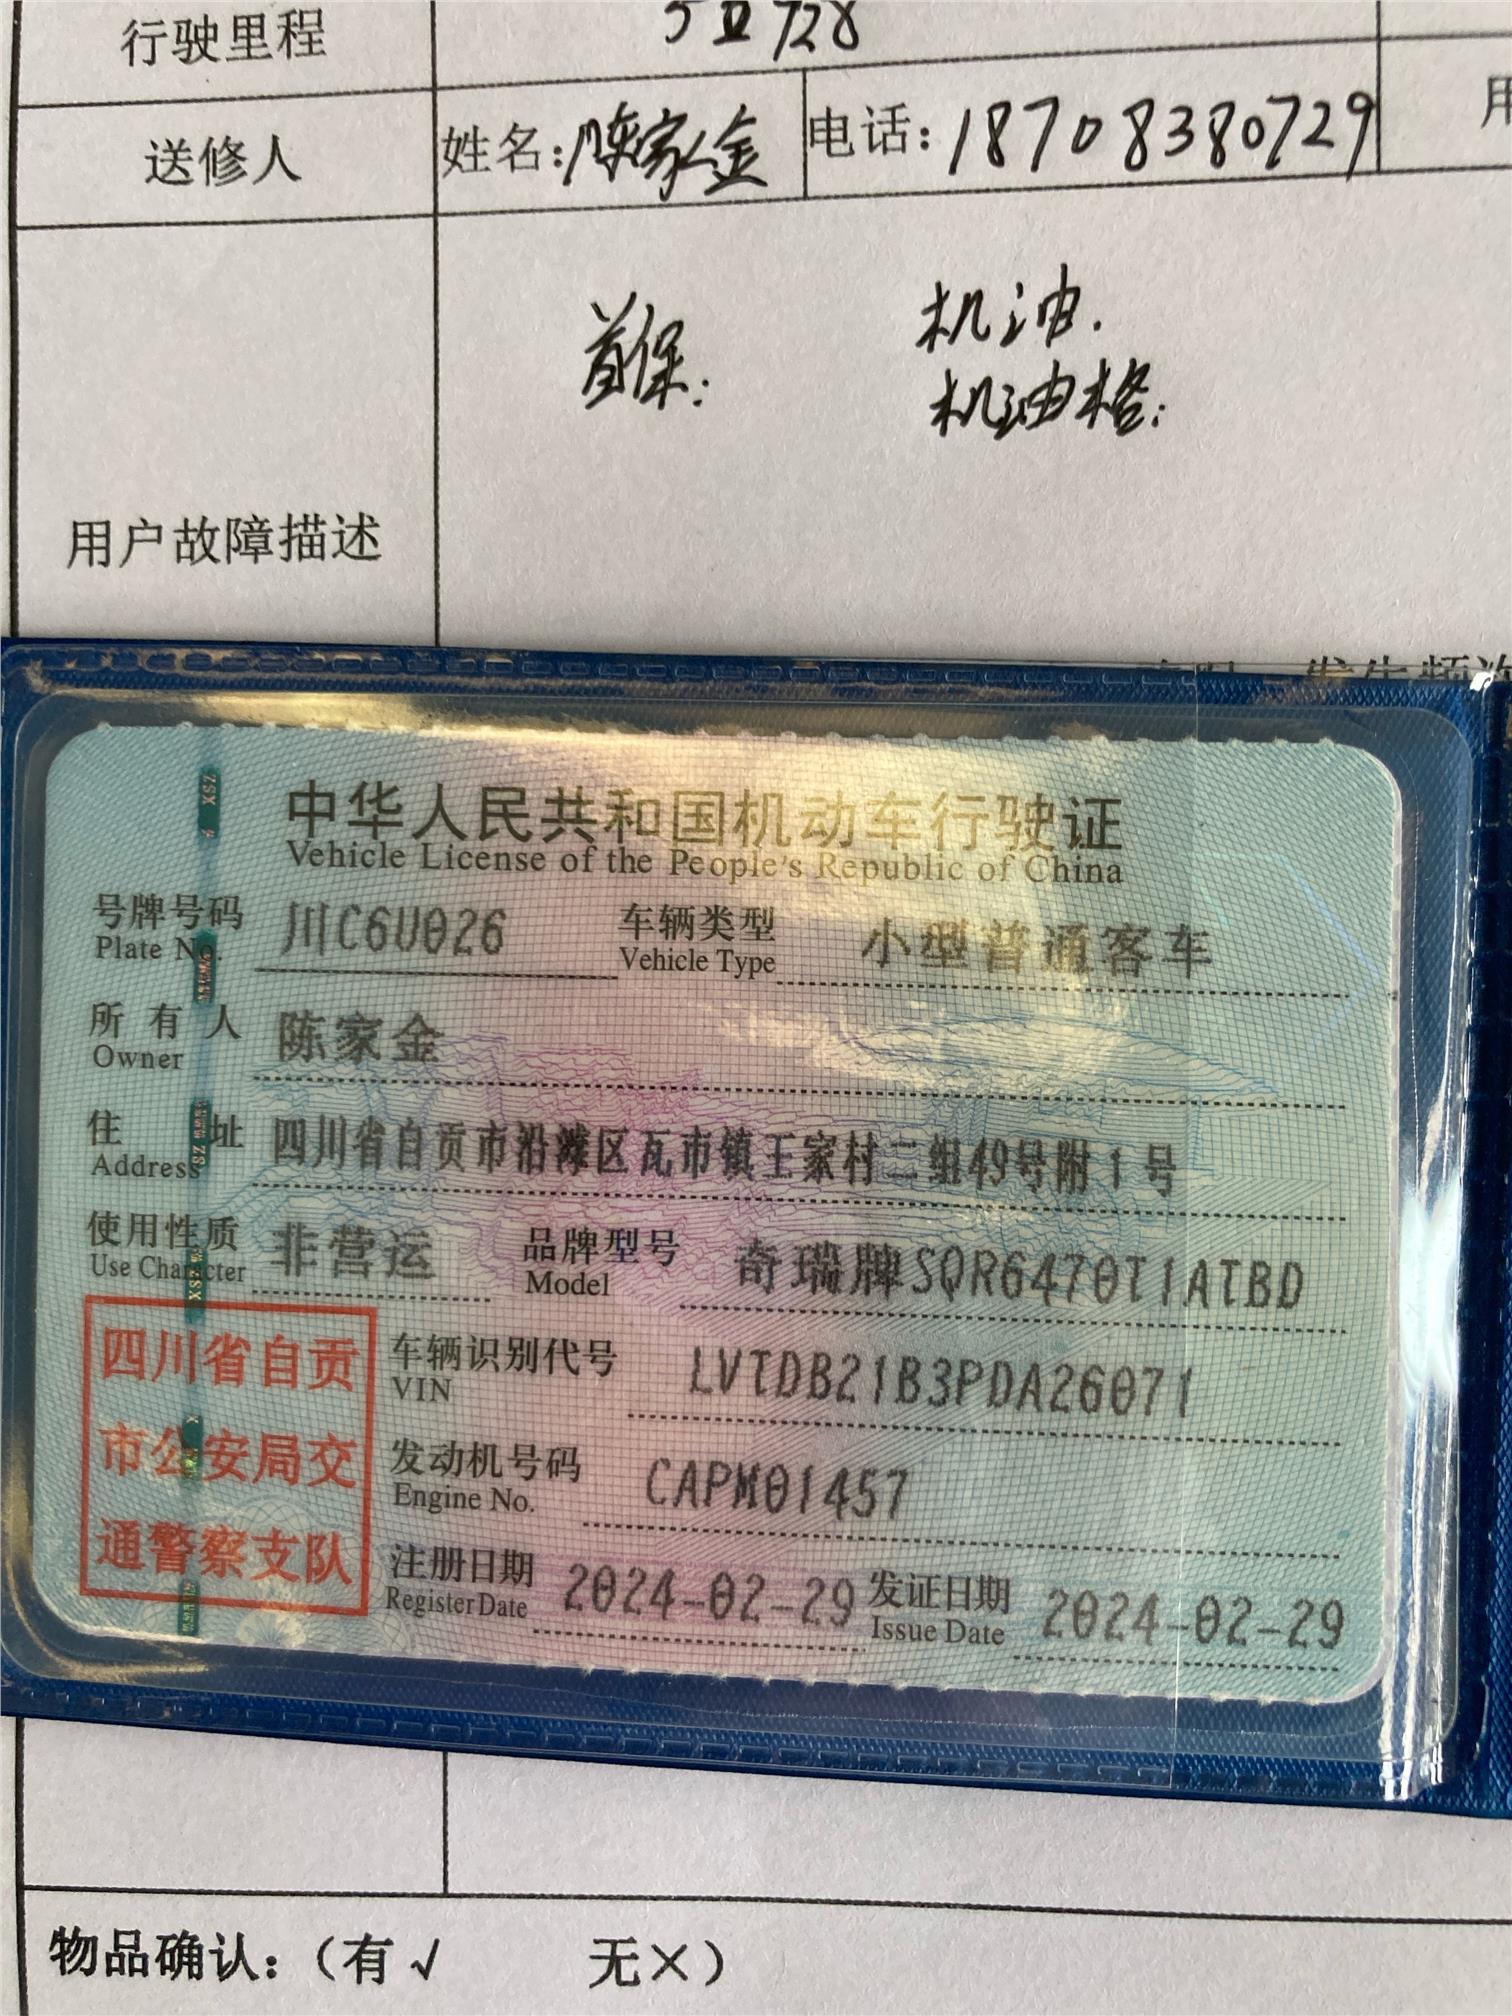 行驶里程
送修人 姓名:陈家金 电话:18708380729 用
首保: 机油.
机油格:
用户故障描述
中华人民共和国机动车行驶证
Vehicle License of the People's Republic of China
号牌号码 川C6U026 车辆类型 小型普通客车
Plate No. Vehicle Type
所有人 陈家金
Owner
住址 四川省自贡市沿滩区瓦市镇王家村二组49号附1号
Address
使用性质 非营运 品牌型号 奇瑞牌SQR6470T1ATBD
Use Character Model
四川省自贡
市公安局交
通警察支队
车辆识别代号 LVTDB21B3PDA26071
VIN
发动机号码 CAPM01457
Engine No.
注册日期 2024-02-29 发证日期 2024-02-29
Register Date Issue Date
物品确认:(有√ 无×)